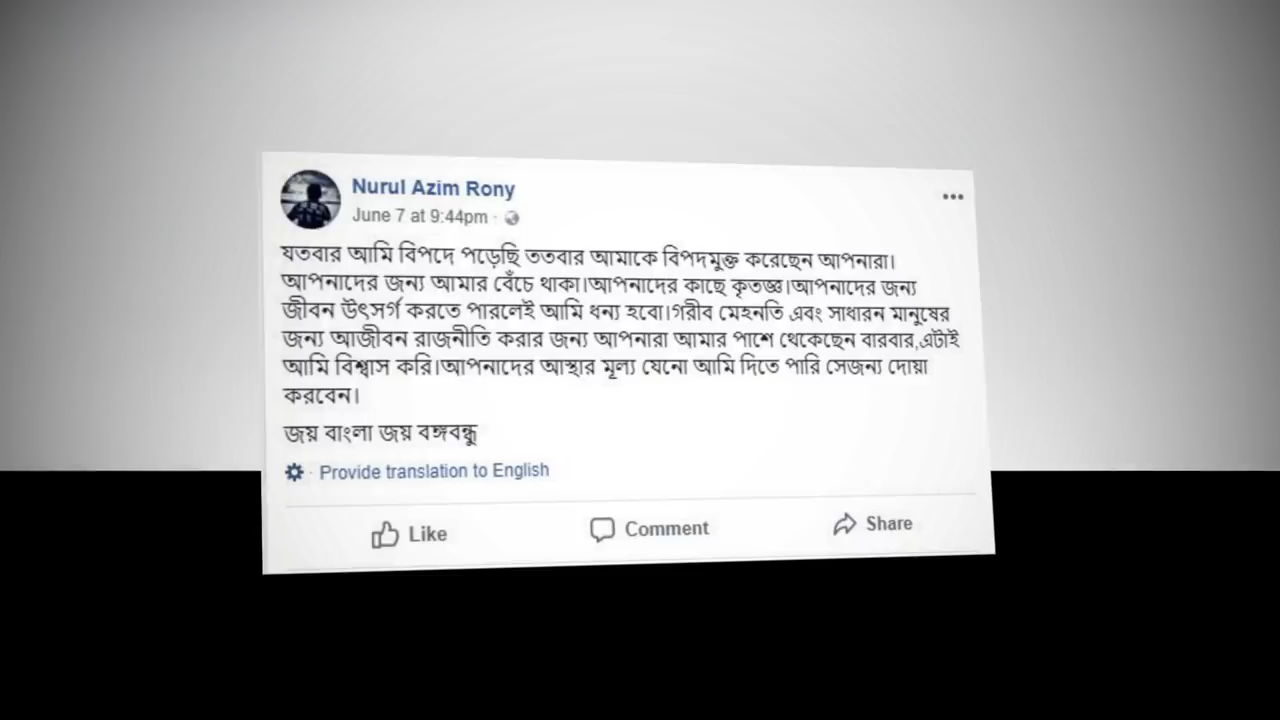 Nurul Azim Rony
June 7 at 9:44pm ·
যতবার আমি বিপদে পড়েছি ততবার আমাকে বিপদমুক্ত করেছেন আপনারা।
আপনাদের জন্য আমার বেঁচে থাকা।আপনাদের কাছে কৃতজ্ঞ।আপনাদের জন্য
জীবন উৎসর্গ করতে পারলেই আমি ধন্য হবো।গরীব মেহনতি এবং সাধারন মানুষের
জন্য আজীবন রাজনীতি করার জন্য আপনারা আমার পাশে থেকেছেন বারবার,এটাই
আমি বিশ্বাস করি।আপনাদের আস্থার মূল্য যেনো আমি দিতে পারি সেজন্য দোয়া
করবেন।
জয় বাংলা জয় বঙ্গবন্ধু
· Provide translation to English
Like Comment Share